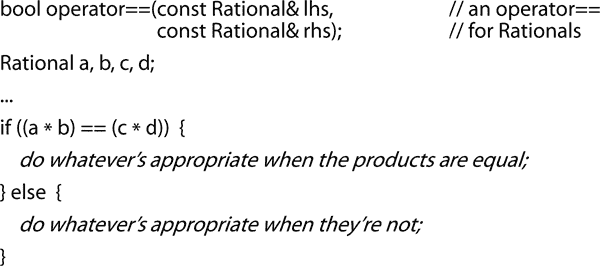 bool operator==(const Rational& lhs, // an operator==
const Rational& rhs); // for Rationals
Rational a, b, c, d;
...
if ((a * b) == (c * d)) {
do whatever’s appropriate when the products are equal;
} else {
do whatever’s appropriate when they’re not;
}